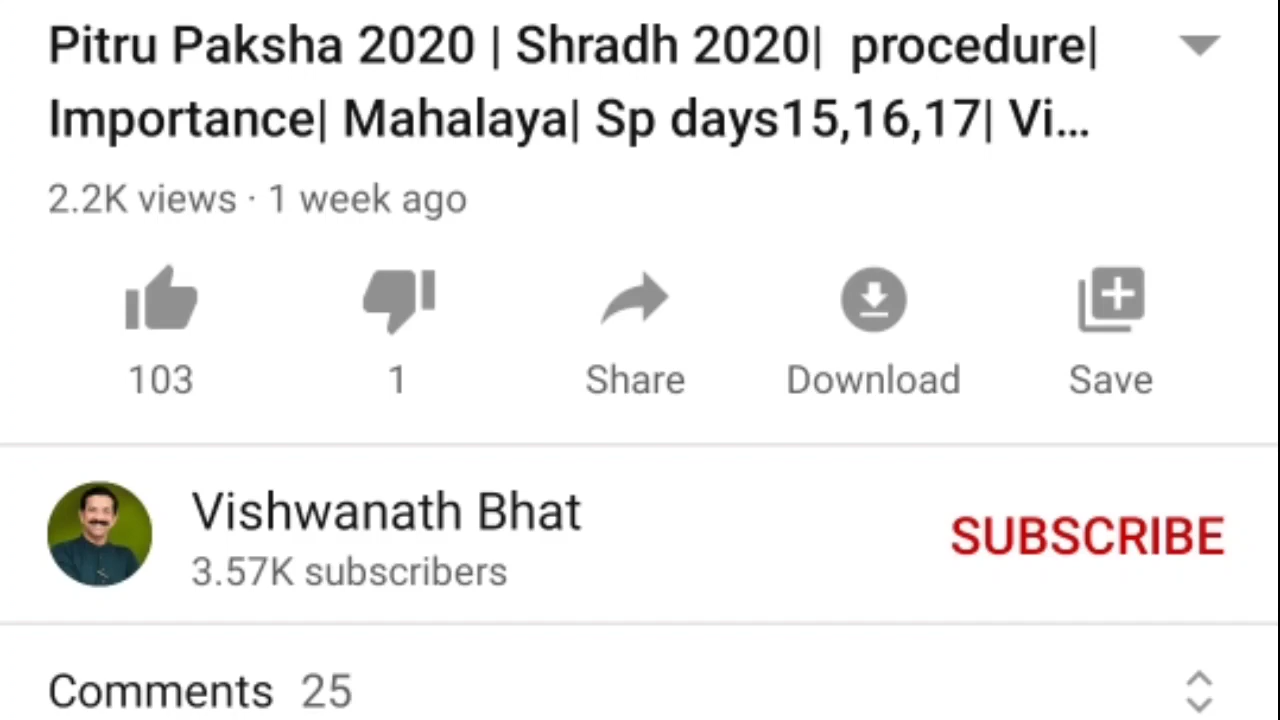 Pitru Paksha 2020 | Shradh 2020|  procedure|
Importance| Mahalaya| Sp days15,16,17| Vi...
2.2K views · 1 week ago
103 1 Share Download Save
Vishwanath Bhat
3.57K subscribers
SUBSCRIBE
Comments 25